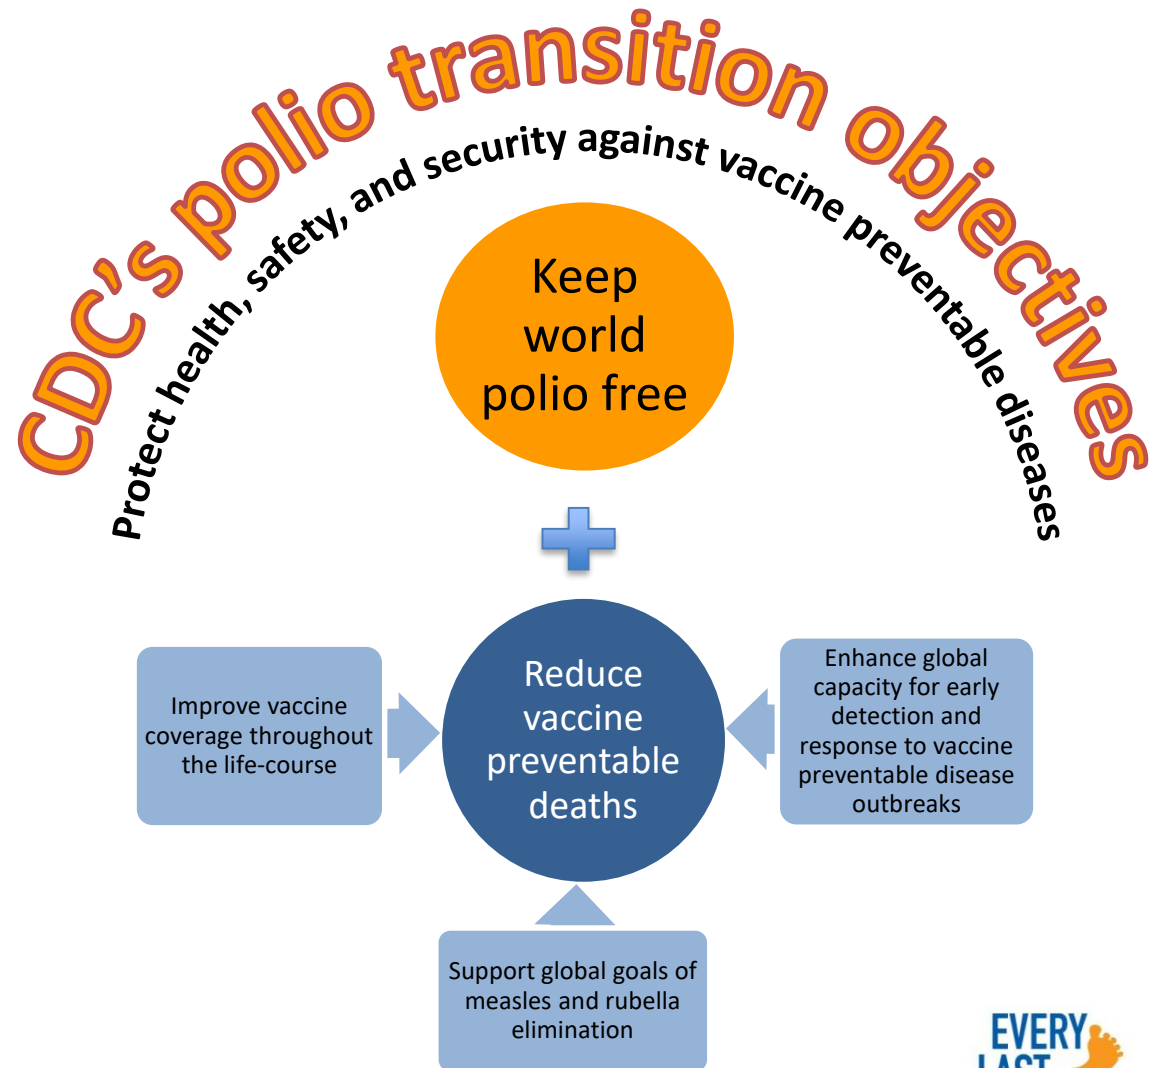 CDC's polio transition objectives
Protect health, safety, and security against vaccine preventable diseases
Keep
world
polio free
Reduce
vaccine
preventable
deaths
Improve vaccine
coverage throughout
the life-course
Enhance global
capacity for early
detection and
response to vaccine
preventable disease
outbreaks
Support global goals of
measles and rubella
elimination
EVERY
LAST